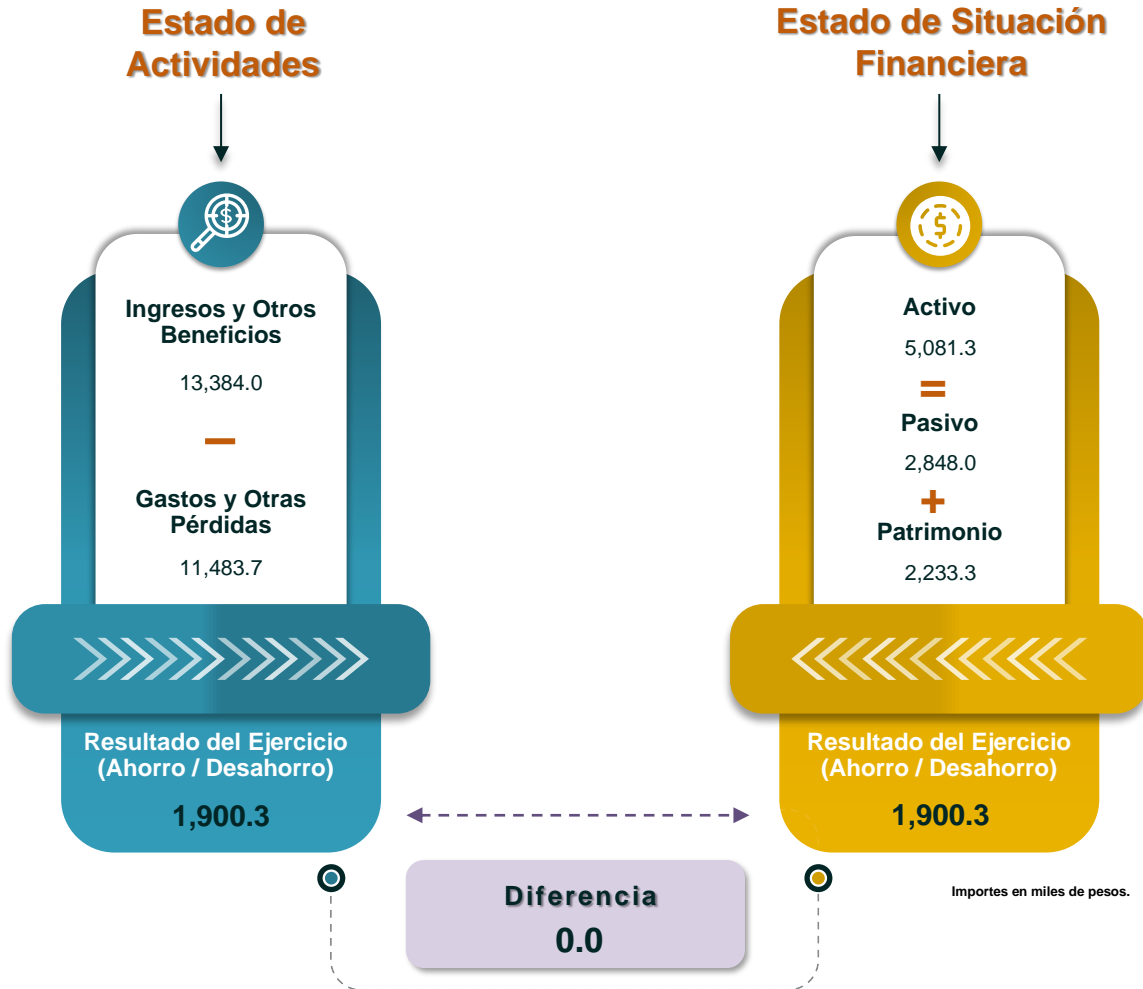 Estado de
Actividades
Ingresos y Otros
Beneficios
13,384.0
–
Gastos y Otras
Pérdidas
11,483.7
Resultado del Ejercicio
(Ahorro / Desahorro)
1,900.3
Estado de Situación
Financiera
$
Activo
5,081.3
=
Pasivo
2,848.0
+
Patrimonio
2,233.3
Resultado del Ejercicio
(Ahorro / Desahorro)
1,900.3
Diferencia
0.0
Importes en miles de pesos.